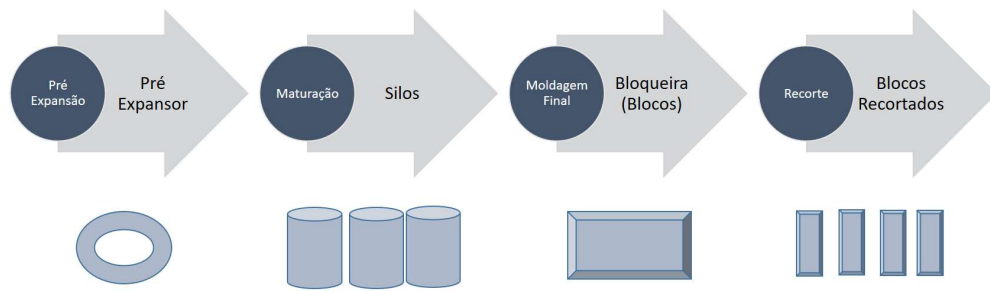 Pré
Expansão
Pré
Expansor
Maturação
Silos
Moldagem
Final
Bloqueira
(Blocos)
Recorte
Blocos
Recortados